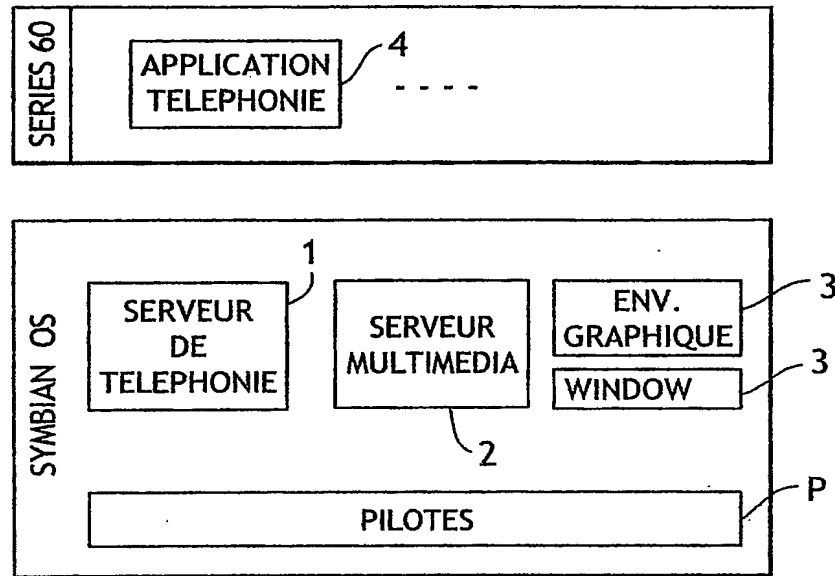 SERIES 60
APPLICATION
TELEPHONIE
4
- - - -
SYMBIAN OS
1
SERVEUR
DE
TELEPHONIE
SERVEUR
MULTIMEDIA
2
ENV.
GRAPHIQUE
3
WINDOW
3
PILOTES
P